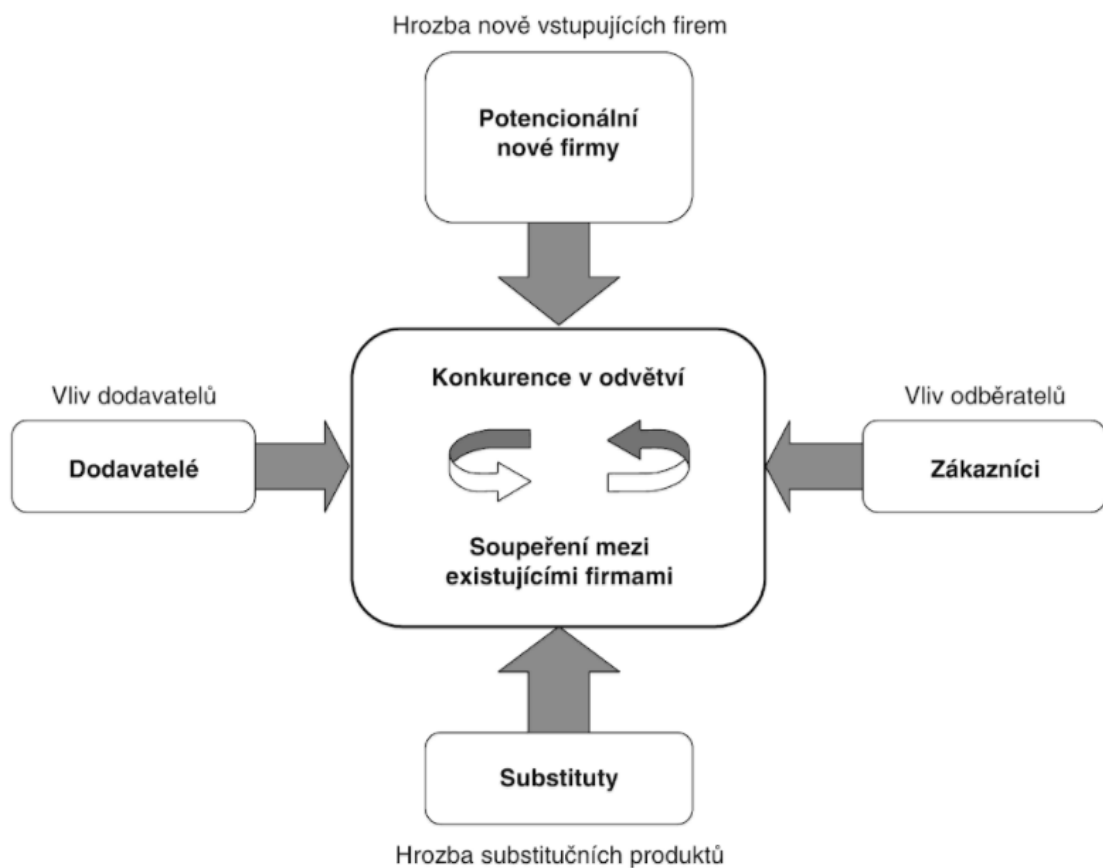 Hrozba nově vstupujících firem
Potencionální
nové firmy
Konkurence v odvětví
Vliv dodavatelů
Dodavatelé
Vliv odběratelů
Zákazníci
Soupeření mezi
existujícími firmami
Substituty
Hrozba substitučních produktů